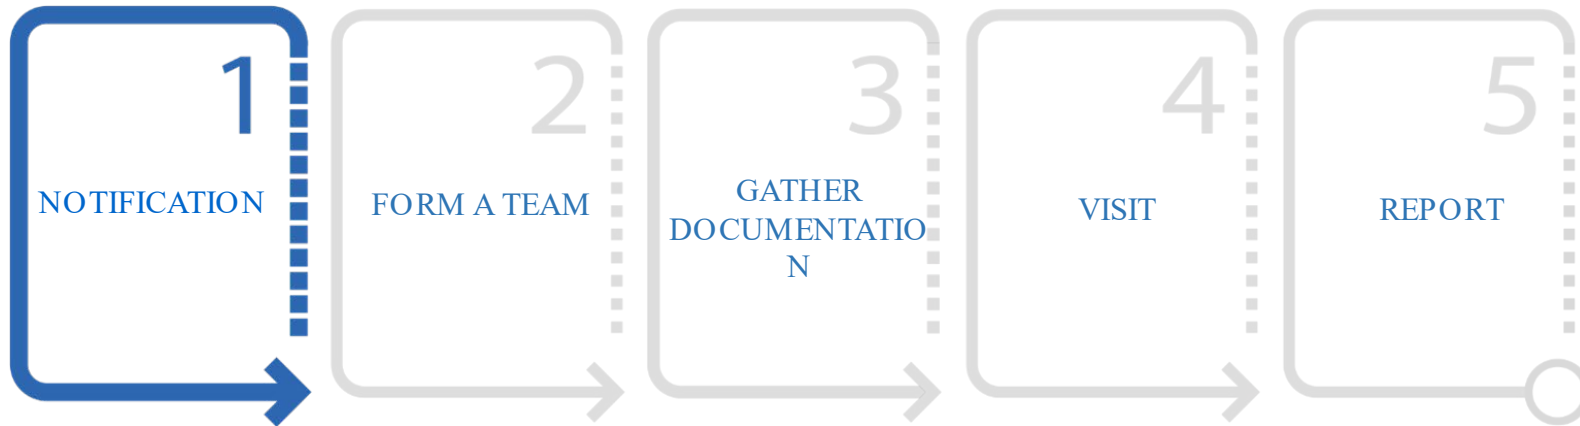 1
NOTIFICATION
2
FORM A TEAM
3
GATHER
DOCUMENTATIO
N
4
VISIT
5
REPORT